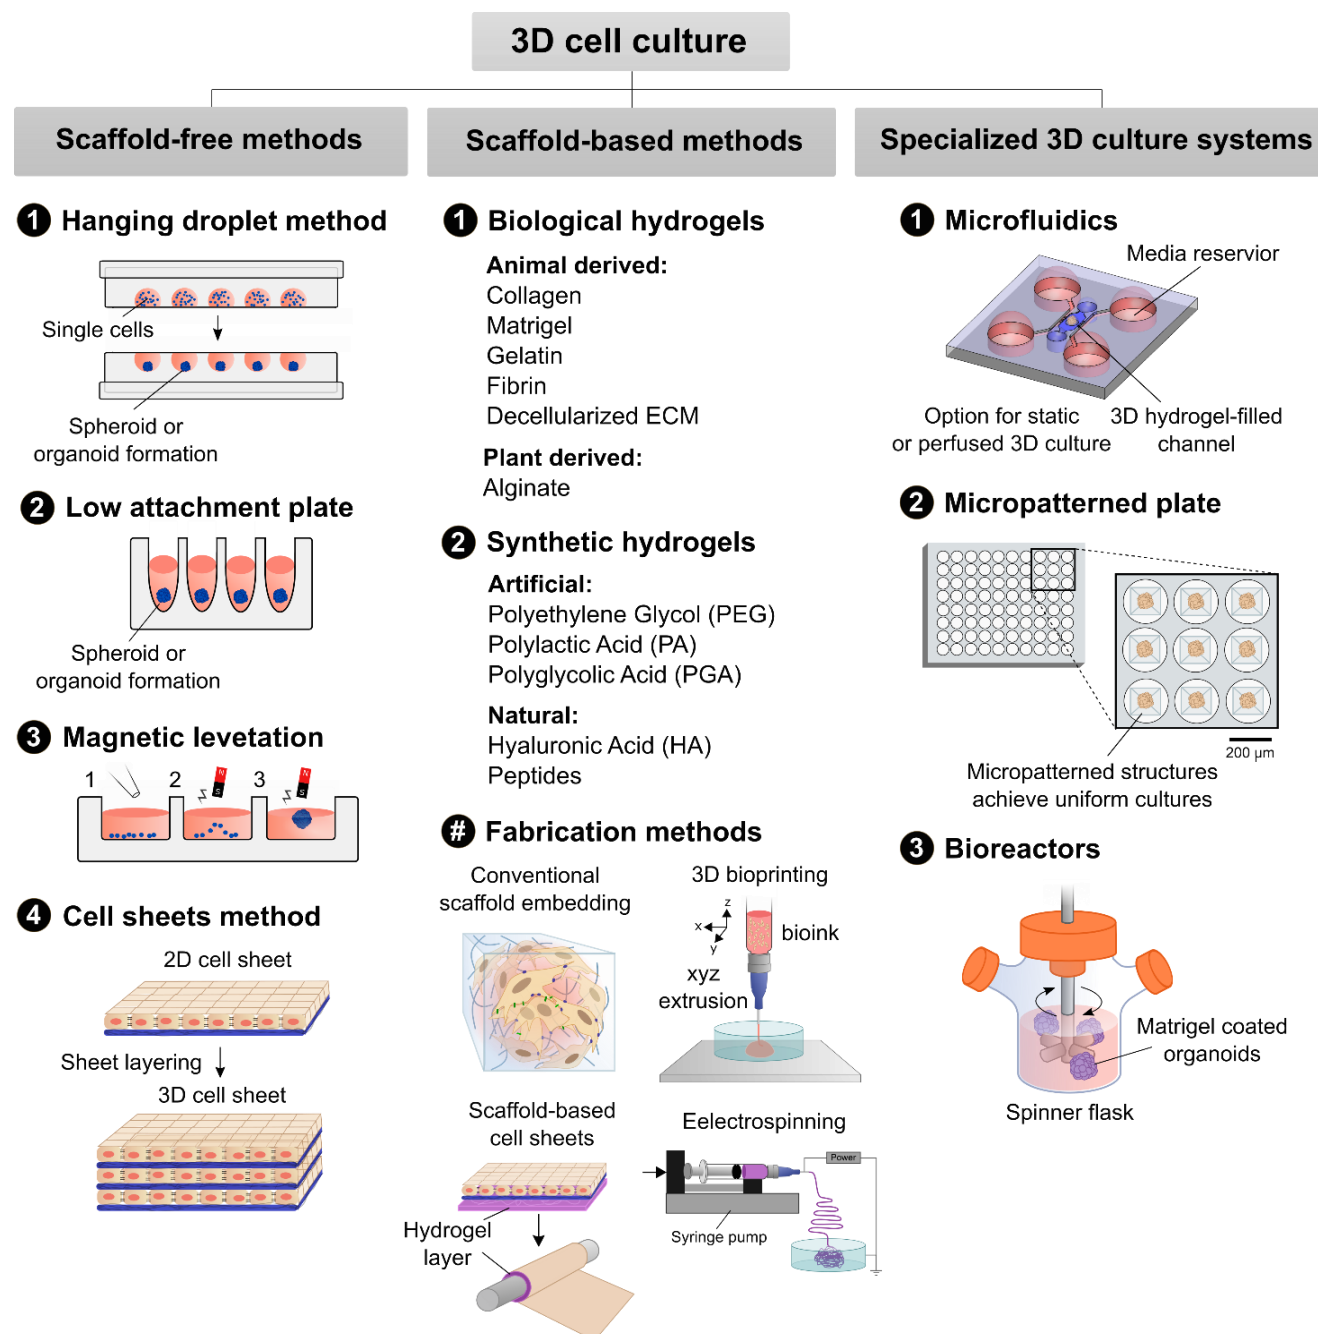 3D cell culture
Scaffold-free methods
1 Hanging droplet method
Single cells
Spheroid or
organoid formation
2 Low attachment plate
Spheroid or
organoid formation
3 Magnetic levetation
1 2 3
N
S
N
S
4 Cell sheets method
2D cell sheet
Sheet layering
3D cell sheet
Scaffold-based methods
1 Biological hydrogels
Animal derived:
Collagen
Matrigel
Gelatin
Fibrin
Decellularized ECM
Plant derived:
Alginate
2 Synthetic hydrogels
Artificial:
Polyethylene Glycol (PEG)
Polylactic Acid (PA)
Polyglycolic Acid (PGA)
Natural:
Hyaluronic Acid (HA)
Peptides
# Fabrication methods
Conventional
scaffold embedding
3D bioprinting
z
x
y
bioink
xyz
extrusion
Scaffold-based
cell sheets
Hydrogel
layer
Eelectrospinning
Power
Syringe pump
Specialized 3D culture systems
1 Microfluidics
Media reservior
Option for static
or perfused 3D culture
3D hydrogel-filled
channel
2 Micropatterned plate
200 µm
Micropatterned structures
achieve uniform cultures
3 Bioreactors
Matrigel coated
organoids
Spinner flask